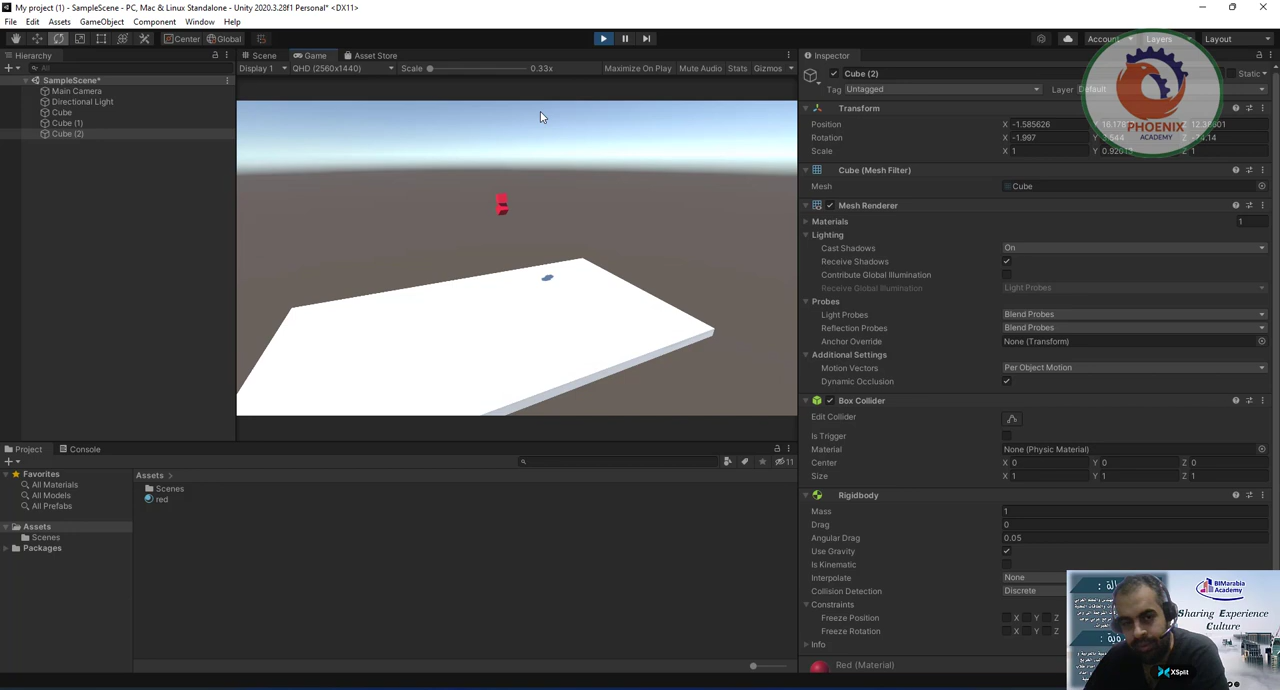 My project (1) - SampleScene - PC, Mac & Linux Standalone - Unity 2020.3.28f1 Personal* <DX11>
File Edit Assets GameObject Component Window Help
Center Global
Account Layers Layout
Hierarchy
All
SampleScene*
Main Camera
Directional Light
Cube
Cube (1)
Cube (2)
Scene Game Asset Store
Display 1 QHD (2560x1440) Scale 0.33x Maximize On Play Mute Audio Stats Gizmos
Inspector
Cube (2) Static
Tag Untagged Layer Default
PHOENIX
ACADEMY
Transform
Position X -1.585626 Y 16.178 Z
Rotation X -1.997 Y
Scale X 1 Y Z 1
Cube (Mesh Filter)
Mesh Cube
Mesh Renderer
Materials 1
Lighting
Cast Shadows On
Receive Shadows
Contribute Global Illumination
Receive Global Illumination Light Probes
Probes
Light Probes Blend Probes
Reflection Probes Blend Probes
Anchor Override None (Transform)
Additional Settings
Motion Vectors Per Object Motion
Dynamic Occlusion
Box Collider
Edit Collider
Is Trigger
Material None (Physic Material)
Center X 0 Y 0 Z 0
Size X 1 Y 1 Z 1
Rigidbody
Mass 1
Drag 0
Angular Drag 0.05
Use Gravity
Is Kinematic
Interpolate None
Collision Detection Discrete
Constraints
Freeze Position X Y Z
Freeze Rotation X Y Z
Info
Red (Material)
Project Console
11
Favorites
All Materials
All Models
All Prefabs
Assets
Scenes
Packages
Assets
Scenes
red
BIMarabia
Academy
Sharing Experience
Culture
XSplit